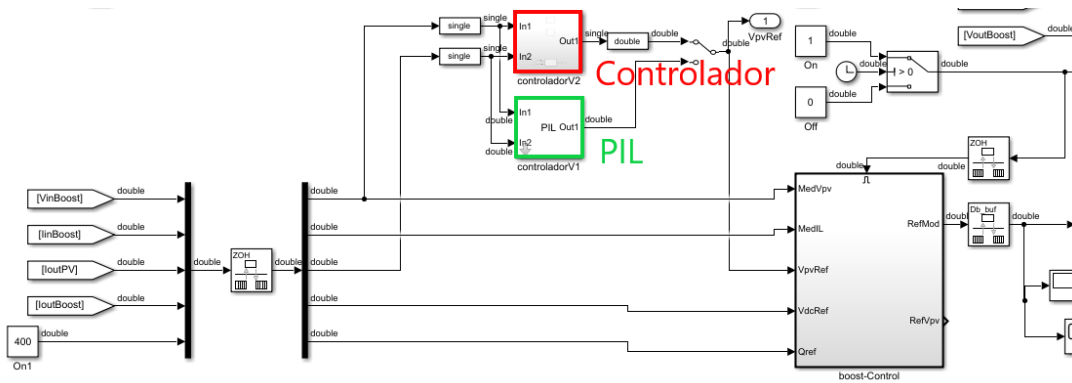 single
single
In1
Out1
In2
controladorV2
single
double
double
1
VpvRef
double
single
single
Controlador
double
In1
PIL
Out1
double
In2
double
controladorV1
PIL
1
On
double
! > 0
double
double
0
Off
double
[VoutBoost]
double
ZOH
double
double
[VinBoost]
double
[IinBoost]
double
[IoutPV]
double
[IoutBoost]
double
400
On1
double
double
ZOH
double
double
double
double
double
double
MedVpv
MedIL
VpvRef
VdcRef
Qref
RefMod
RefVpv
boost-Control
double
Db_buf
double